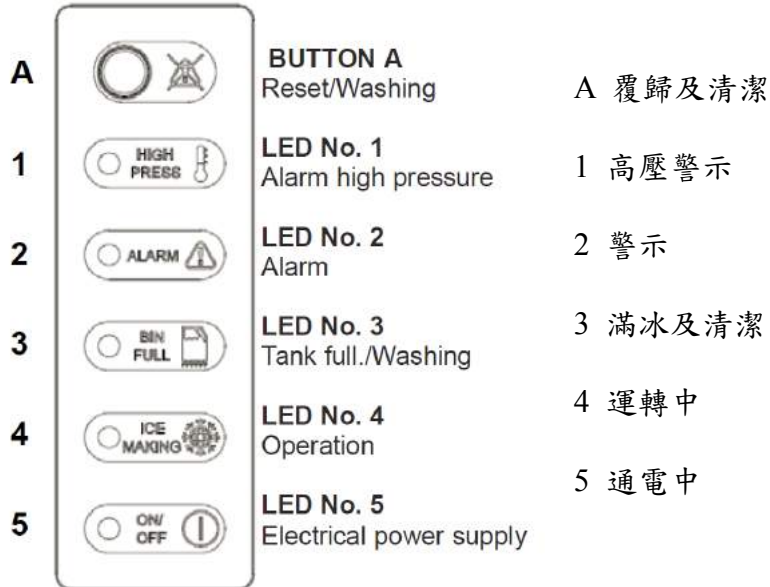 A
BUTTON A
Reset/Washing
A 覆歸及清潔
1
HIGH
PRESS
LED No. 1
Alarm high pressure
1 高壓警示
2
ALARM
LED No. 2
Alarm
2 警示
3
BIN
FULL
LED No. 3
Tank full./Washing
3 滿冰及清潔
4
ICE
MAKING
LED No. 4
Operation
4 運轉中
5
ON/
OFF
LED No. 5
Electrical power supply
5 通電中